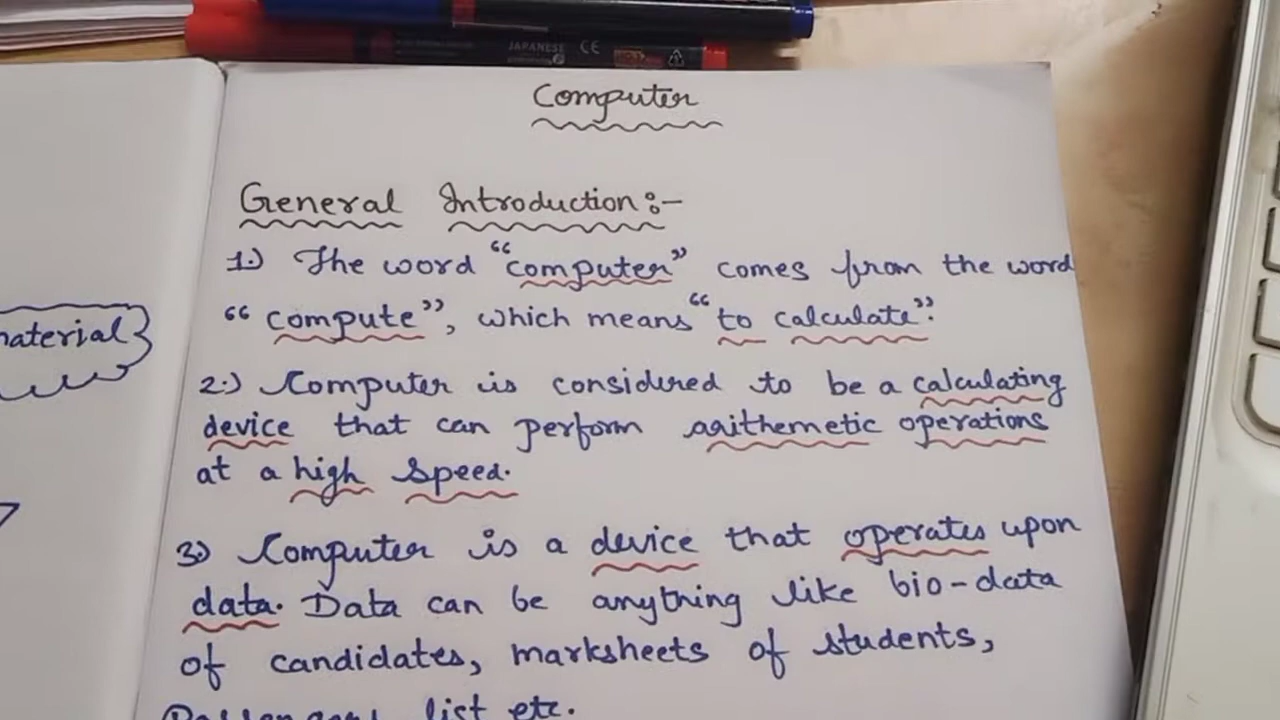 JAPANESE CE
Computer
General Introduction:-
1.) The word "computer" comes from the word
"compute", which means "to calculate".
2.) Computer is considered to be a calculating
device that can perform arithemetic operations
at a high speed.
3.) Computer is a device that operates upon
data. Data can be anything like bio-data
of candidates, marksheets of students,
Passengers list etc.
material